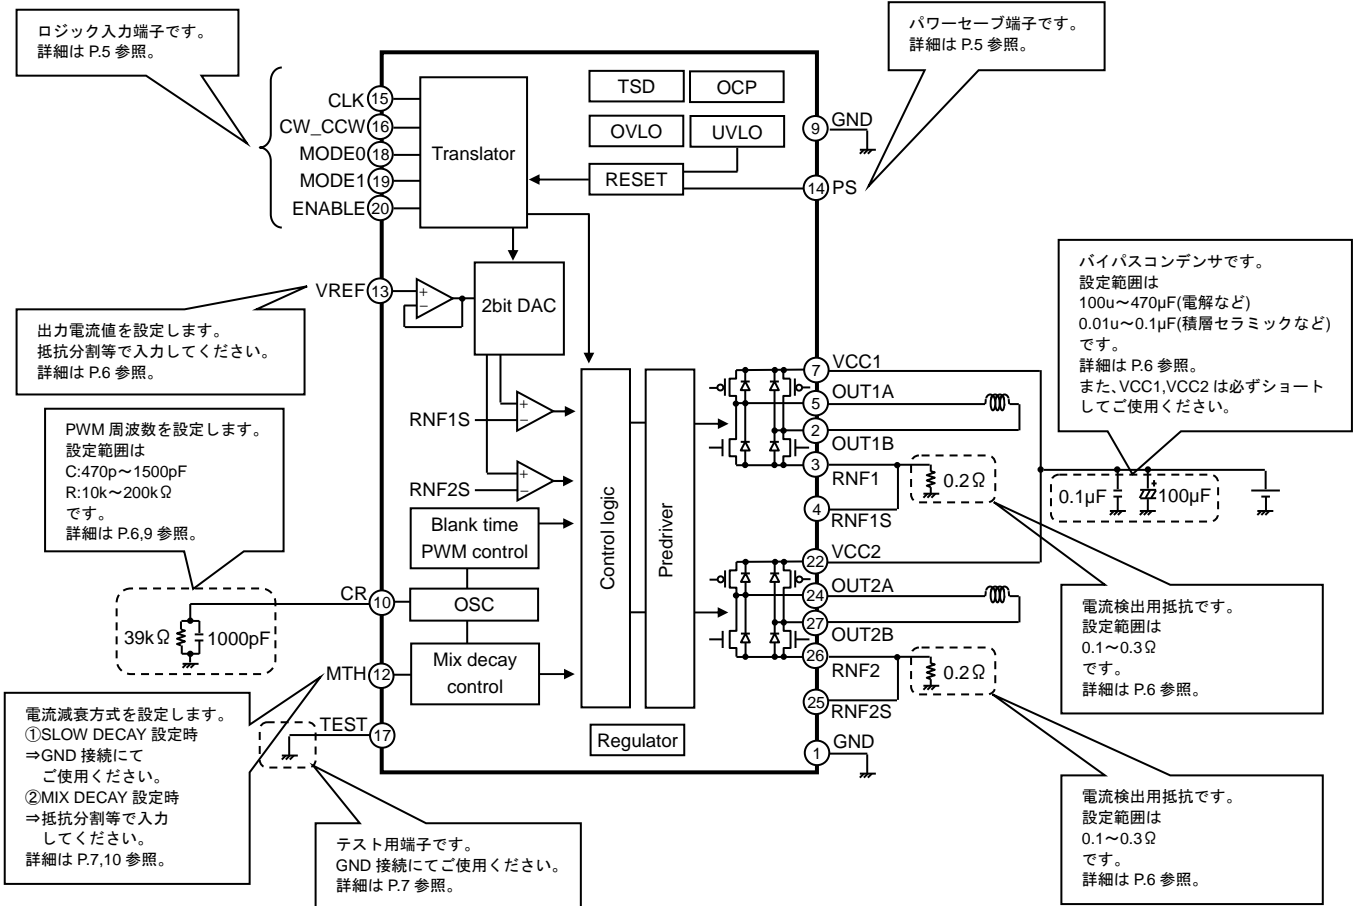 ロジック入力端子です。
詳細は P.5 参照。
パワーセーブ端子です。
詳細は P.5 参照。
CLK 15
CW_CCW 16
MODE0 18
MODE1 19
ENABLE 20
Translator
TSD
OCP
OVLO
UVLO
RESET
9 GND
14 PS
VREF 13
2bit DAC
出力電流値を設定します。
抵抗分割等で入力してください。
詳細は P.6 参照。
バイパスコンデンサです。
設定範囲は
100u～470µF(電解など)
0.01u～0.1µF(積層セラミックなど)
です。
詳細は P.6 参照。
また、VCC1,VCC2 は必ずショート
してご使用ください。
PWM 周波数を設定します。
設定範囲は
C:470p～1500pF
R:10k～200kΩ
です。
詳細は P.6,9 参照。
RNF1S
RNF2S
Blank time
PWM control
OSC
Mix decay
control
Control logic
Predriver
Regulator
7 VCC1
5 OUT1A
2 OUT1B
3 RNF1
4 RNF1S
0.2Ω
0.1µF
+
100µF
22 VCC2
24 OUT2A
27 OUT2B
26 RNF2
25 RNF2S
0.2Ω
1 GND
CR 10
39kΩ
1000pF
MTH 12
TEST 17
電流減衰方式を設定します。
①SLOW DECAY 設定時
⇒GND 接続にて
ご使用ください。
②MIX DECAY 設定時
⇒抵抗分割等で入力
してください。
詳細は P.7,10 参照。
テスト用端子です。
GND 接続にてご使用ください。
詳細は P.7 参照。
電流検出用抵抗です。
設定範囲は
0.1～0.3Ω
です。
詳細は P.6 参照。
電流検出用抵抗です。
設定範囲は
0.1～0.3Ω
です。
詳細は P.6 参照。